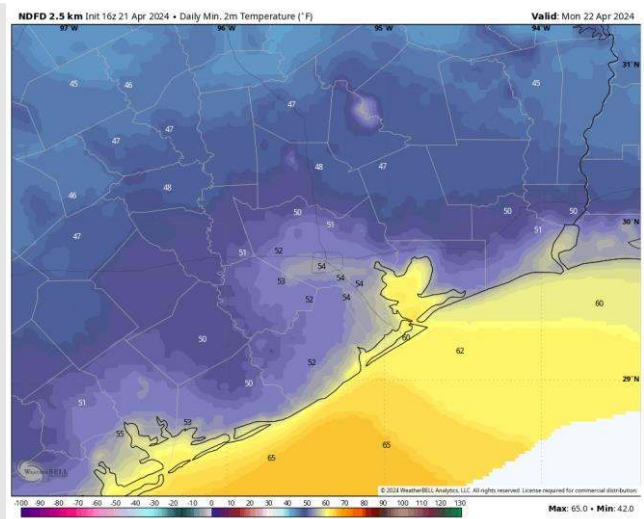 NDFD 2.5 km Init 16z 21 Apr 2024 • Daily Min. 2m Temperature (°F) Valid: Mon 22 Apr 2024
97°W 96°W 95°W 94°W
31°N
45 46 45
47
47 47
48 47
46 48
50 50 50
30°N
47 51 51
51 52
54
53 54 54
52 54
60
60
50 62
52
29°N
50
51
53
55
65
65
WeatherBELL
© 2024 WeatherBELL Analytics, LLC. All rights reserved. License required for commercial distribution.
-100 -90 -80 -70 -60 -50 -40 -30 -20 -10 0 10 20 30 40 50 60 70 80 90 100 110 120 130 Max: 65.0 • Min: 42.0